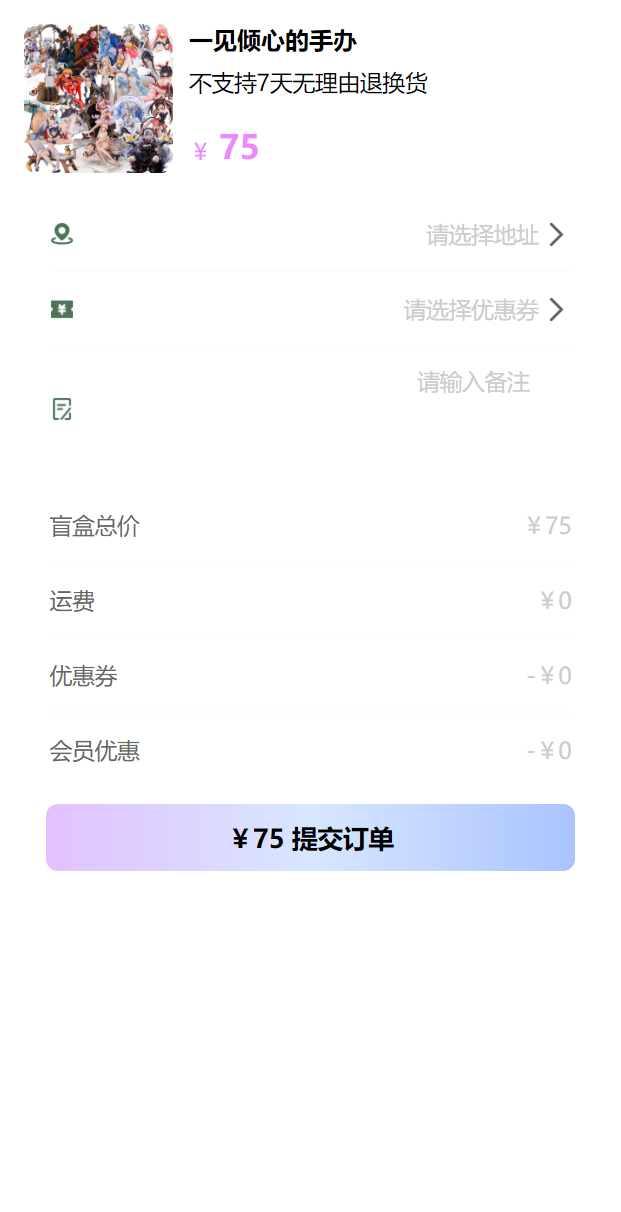 一见倾心的手办
不支持7天无理由退换货
¥ 75
请选择地址
请选择优惠券
请输入备注
盲盒总价 ¥75
运费 ¥0
优惠券 -¥0
会员优惠 -¥0
¥75 提交订单